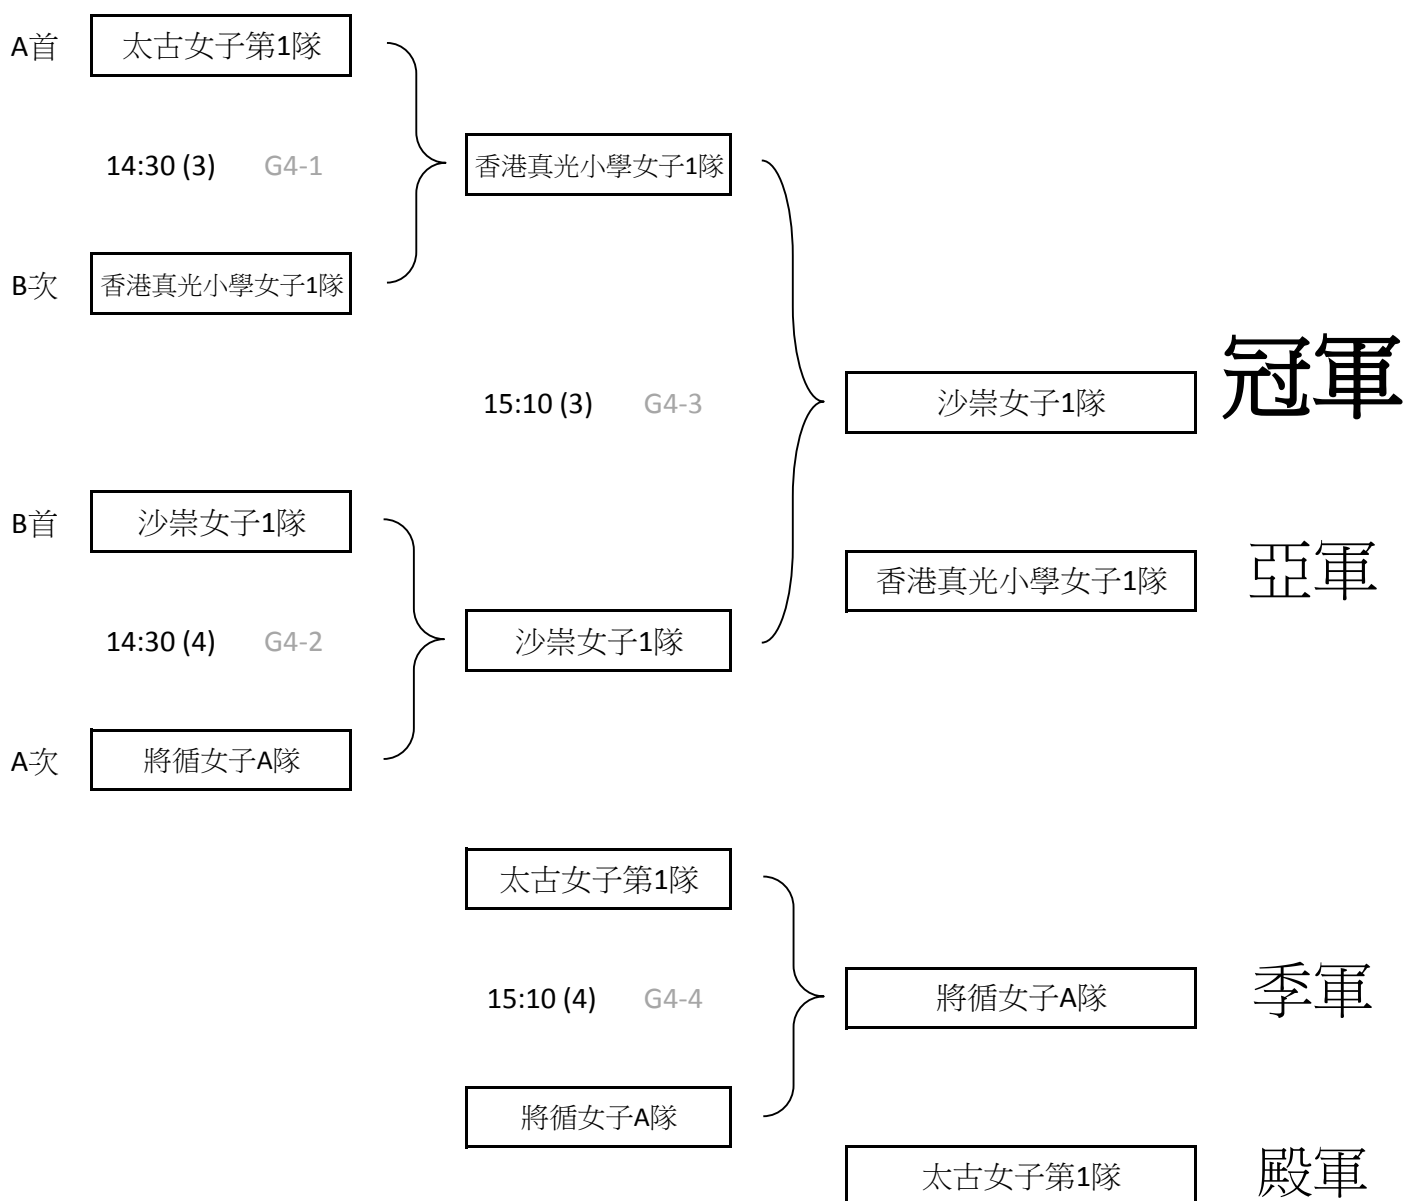 A首 太古女子第1隊
14:30 (3) G4-1
香港真光小學女子1隊
B次 香港真光小學女子1隊
15:10 (3) G4-3
沙崇女子1隊 冠軍
B首 沙崇女子1隊
香港真光小學女子1隊 亞軍
14:30 (4) G4-2
沙崇女子1隊
A次 將循女子A隊
太古女子第1隊
15:10 (4) G4-4
將循女子A隊 季軍
將循女子A隊
太古女子第1隊 殿軍